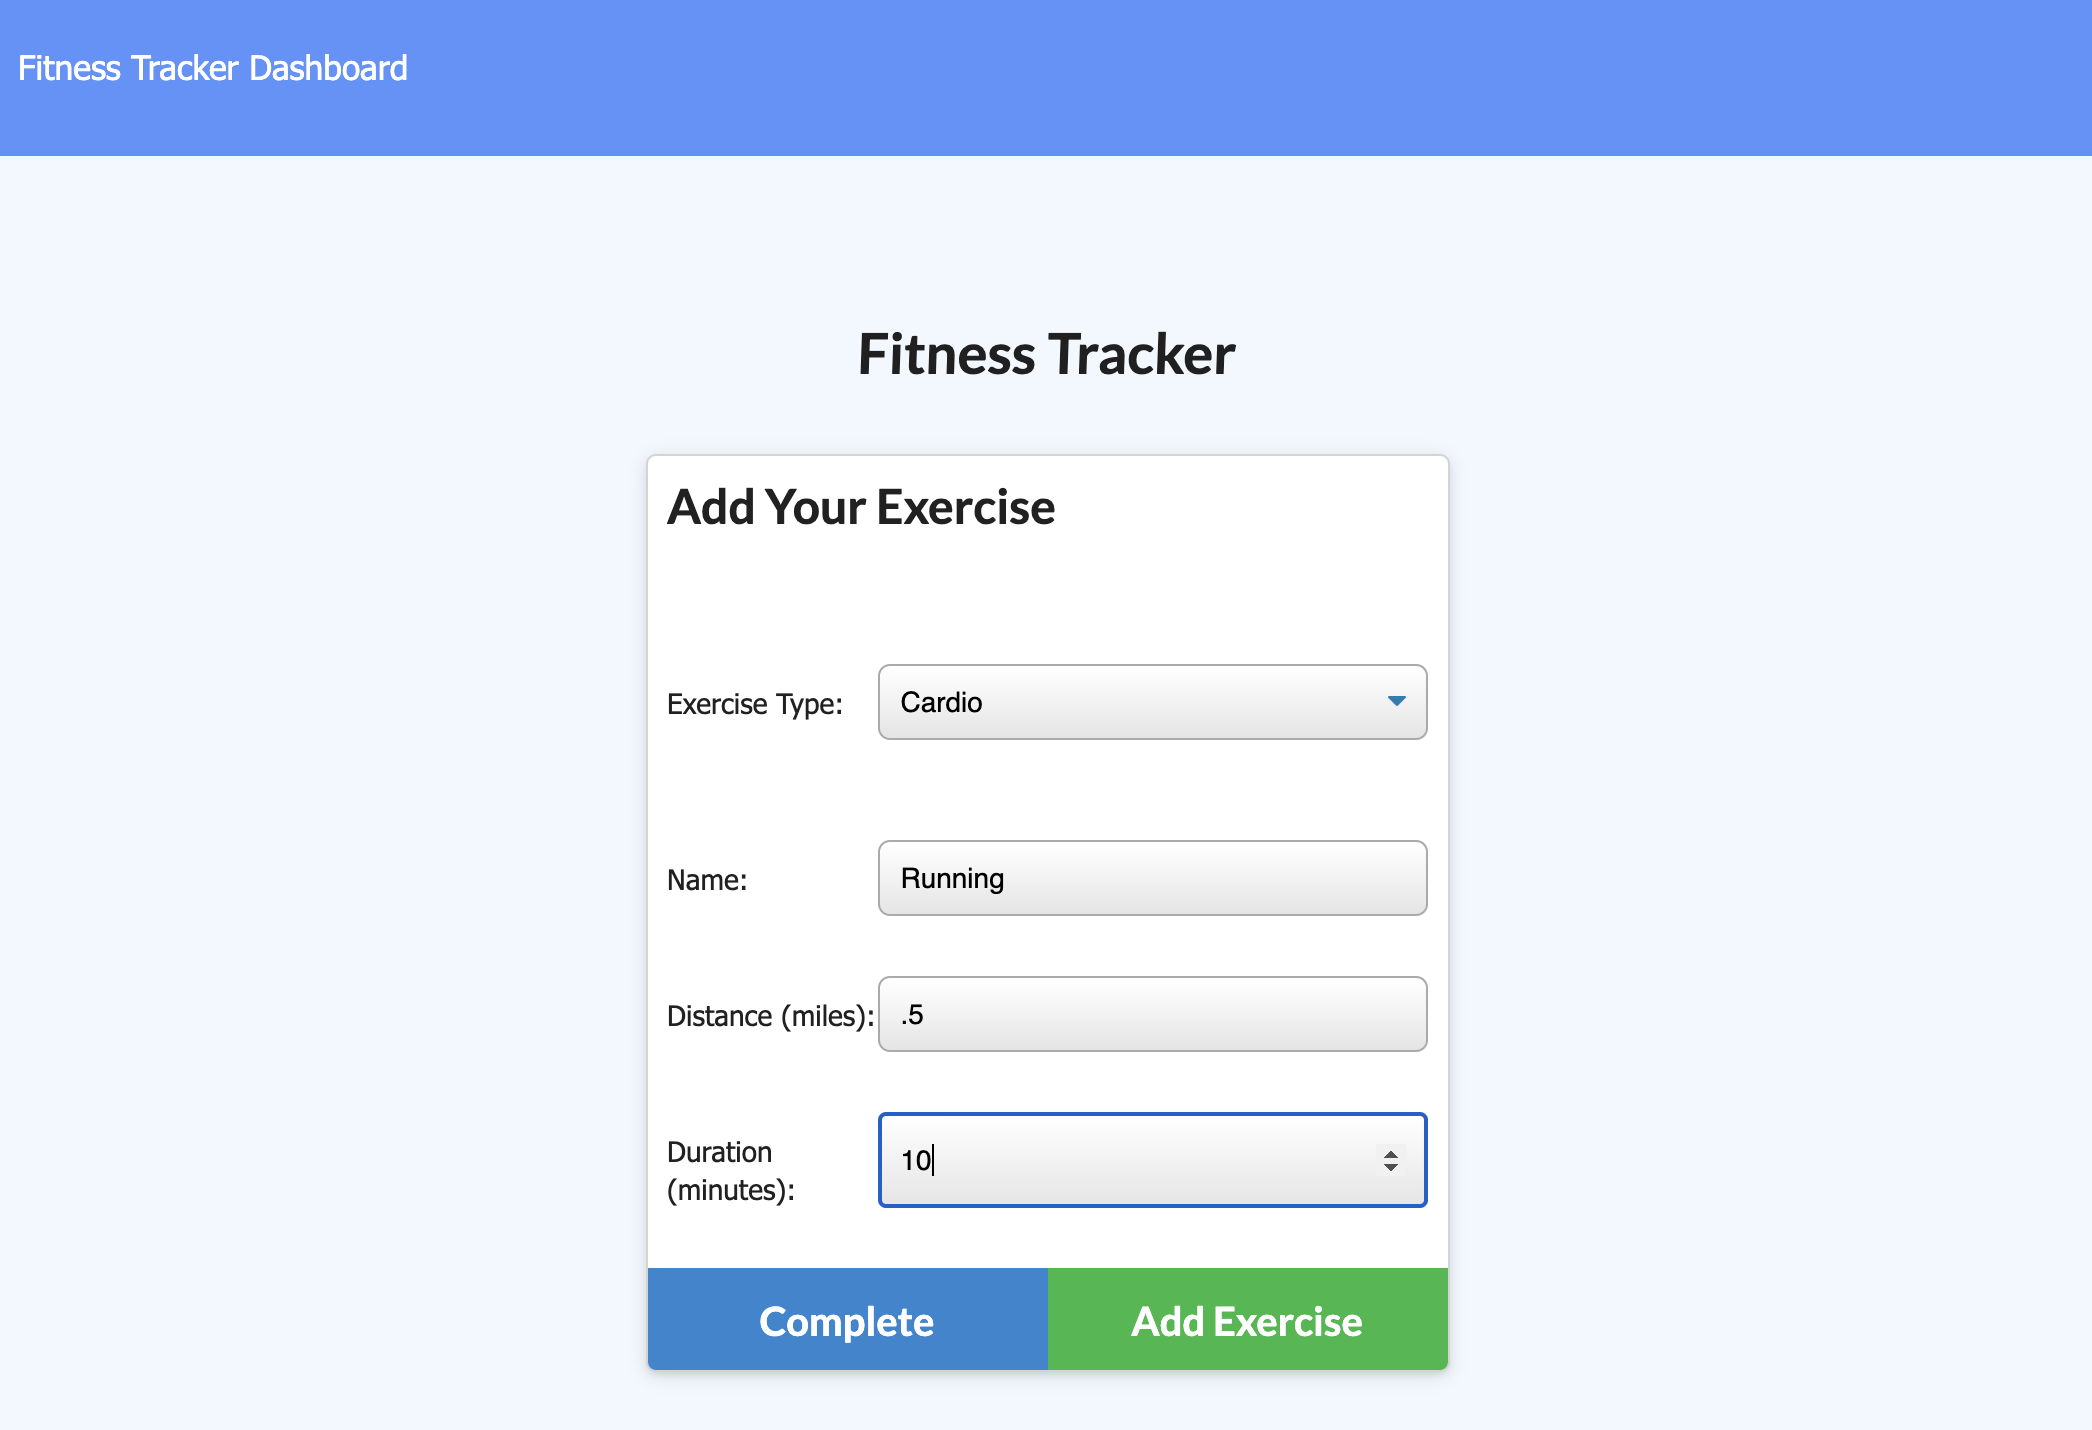 Fitness Tracker Dashboard
Fitness Tracker
Add Your Exercise
Exercise Type: Cardio
Name: Running
Distance (miles): .5
Duration
(minutes): 10
Complete Add Exercise